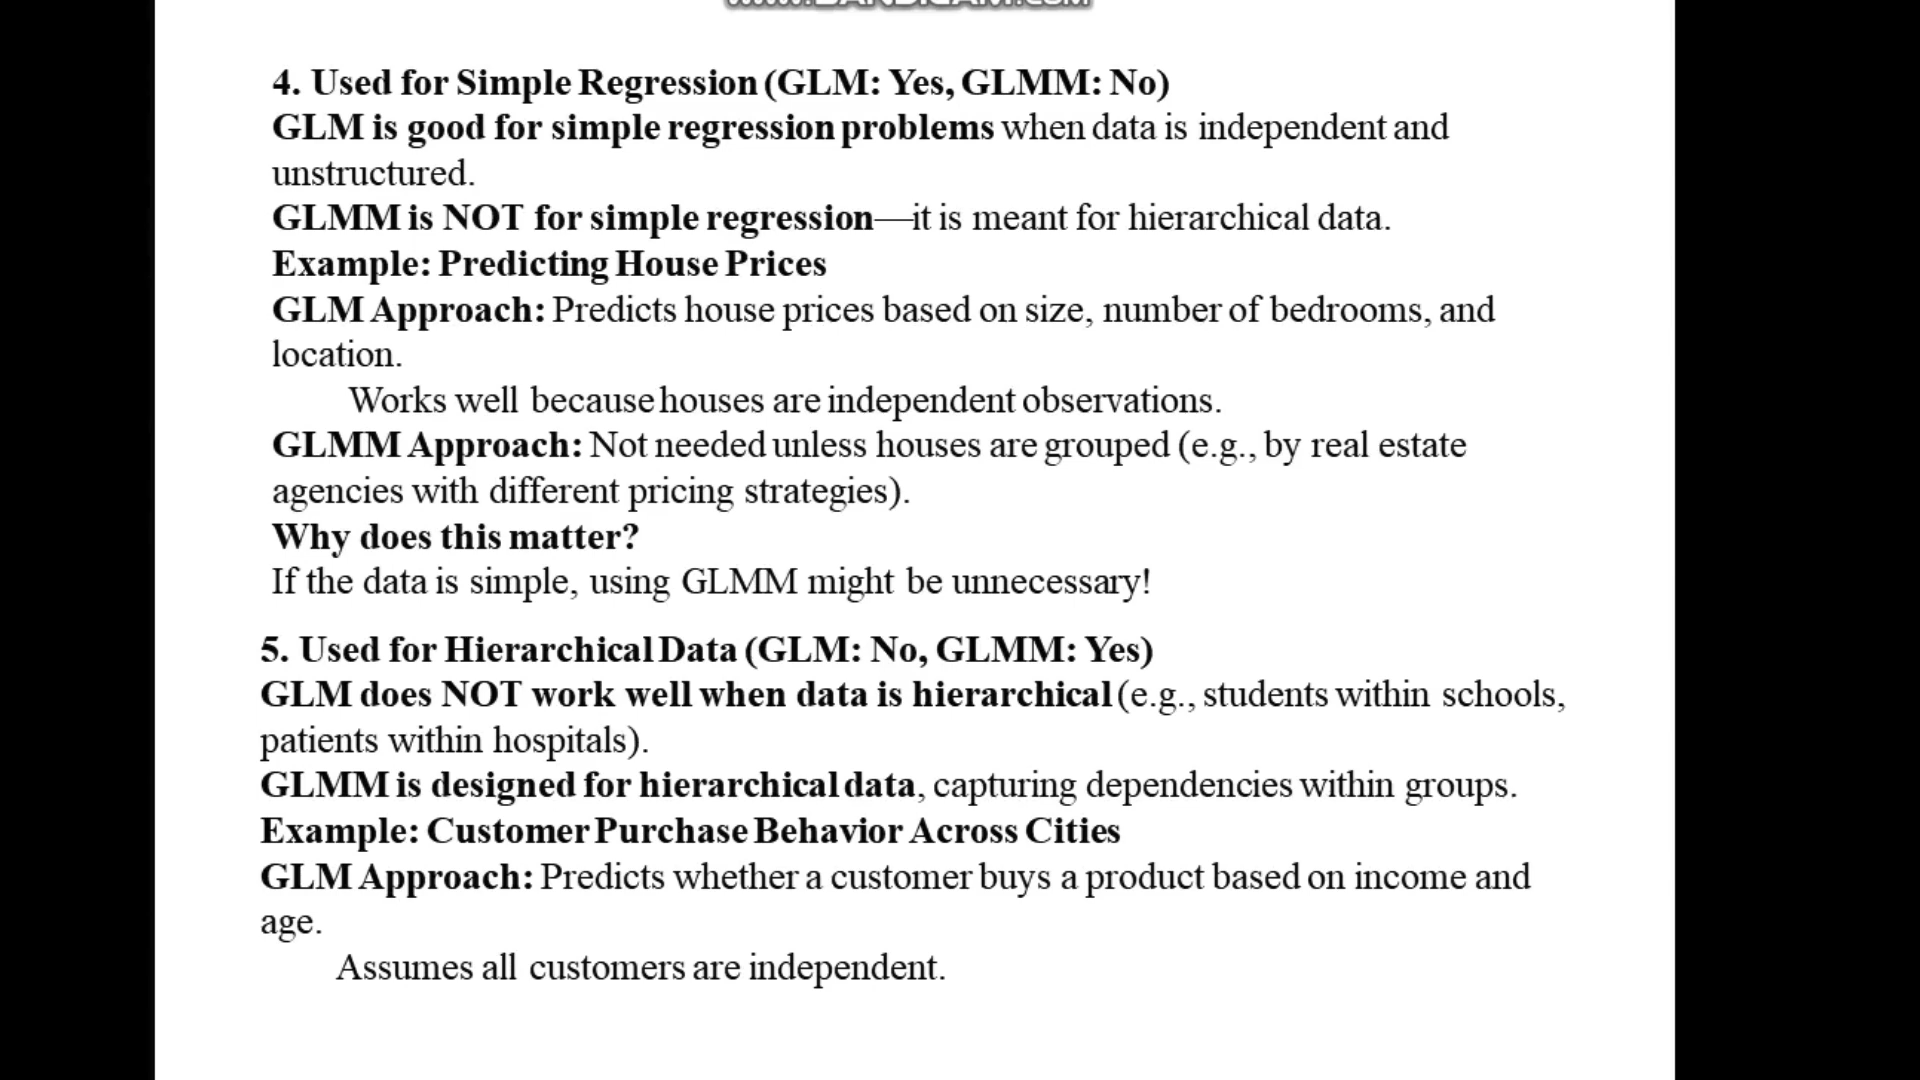 www.BANDICAM.com
4. Used for Simple Regression (GLM: Yes, GLMM: No)
GLM is good for simple regression problems when data is independent and
unstructured.
GLMM is NOT for simple regression—it is meant for hierarchical data.
Example: Predicting House Prices
GLM Approach: Predicts house prices based on size, number of bedrooms, and
location.
Works well because houses are independent observations.
GLMM Approach: Not needed unless houses are grouped (e.g., by real estate
agencies with different pricing strategies).
Why does this matter?
If the data is simple, using GLMM might be unnecessary!
5. Used for Hierarchical Data (GLM: No, GLMM: Yes)
GLM does NOT work well when data is hierarchical (e.g., students within schools,
patients within hospitals).
GLMM is designed for hierarchical data, capturing dependencies within groups.
Example: Customer Purchase Behavior Across Cities
GLM Approach: Predicts whether a customer buys a product based on income and
age.
Assumes all customers are independent.